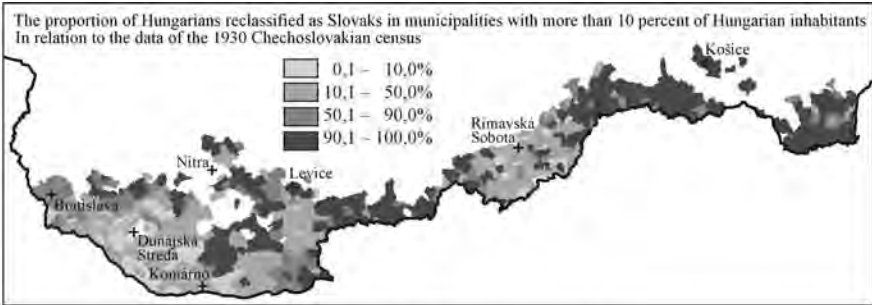 The proportion of Hungarians reclassified as Slovaks in municipalities with more than 10 percent of Hungarian inhabitants
In relation to the data of the 1930 Chechoslovakian census
Košice
0,1 – 10,0%
10,1 – 50,0%
50,1 – 90,0%
90,1 – 100,0%
Rimavská
Sobota
Nitra
Levice
Bratislava
Dunajská
Streda
Komárno